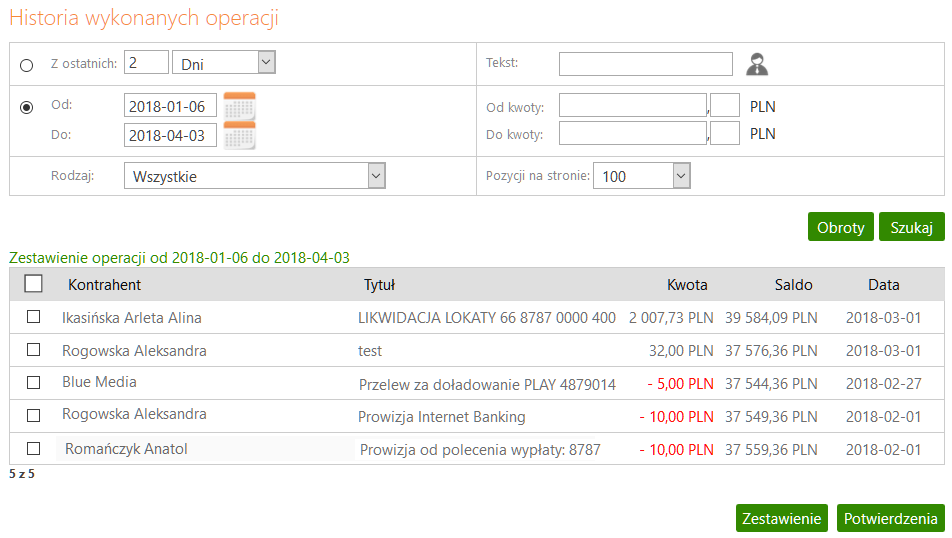 Historia wykonanych operacji
Z ostatnich: 2 Dni Tekst:
Od: 2018-01-06 Od kwoty: , PLN
Do: 2018-04-03 Do kwoty: , PLN
Rodzaj: Wszystkie Pozycji na stronie: 100
Obroty Szukaj
Zestawienie operacji od 2018-01-06 do 2018-04-03
Kontrahent Tytuł Kwota Saldo Data
Ikasińska Arleta Alina LIKWIDACJA LOKATY 66 8787 0000 400 2 007,73 PLN 39 584,09 PLN 2018-03-01
Rogowska Aleksandra test 32,00 PLN 37 576,36 PLN 2018-03-01
Blue Media Przelew za doładowanie PLAY 4879014 - 5,00 PLN 37 544,36 PLN 2018-02-27
Rogowska Aleksandra Prowizja Internet Banking - 10,00 PLN 37 549,36 PLN 2018-02-01
Romańczyk Anatol Prowizja od polecenia wypłaty: 8787 - 10,00 PLN 37 559,36 PLN 2018-02-01
5 z 5
Zestawienie Potwierdzenia